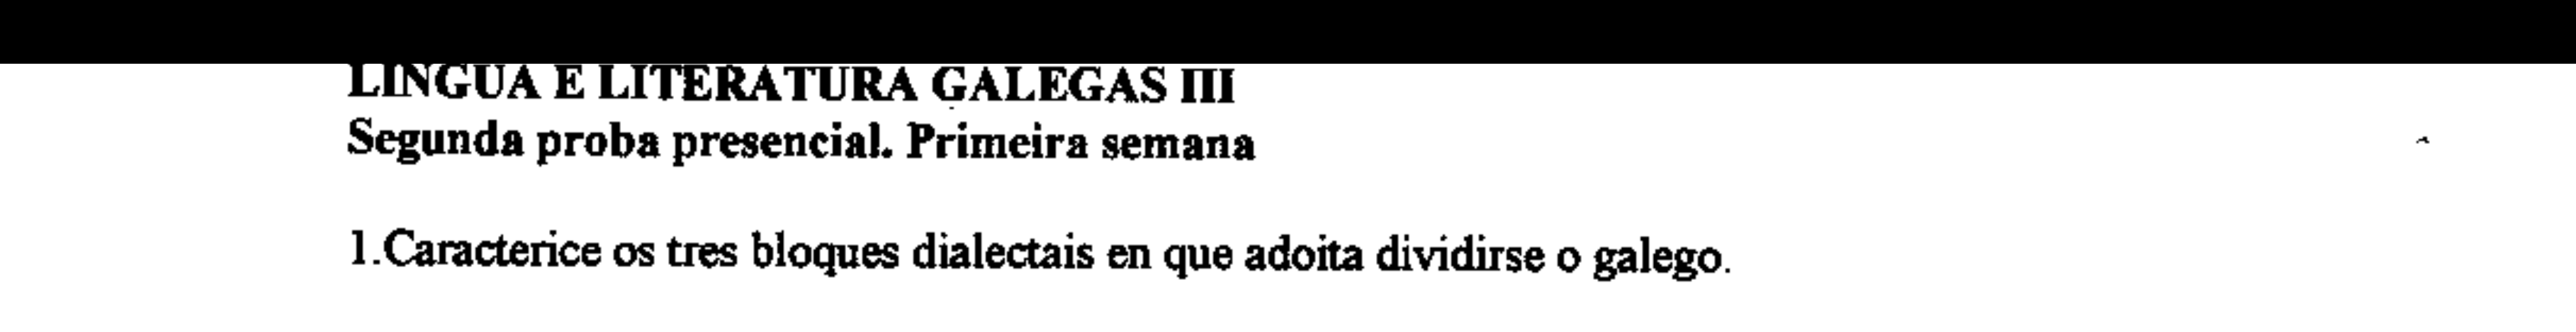 LINGUA E LITERATURA GALEGAS III
Segunda proba presencial. Primeira semana
1.Caracterice os tres bloques dialectais en que adoita dividirse o galego.